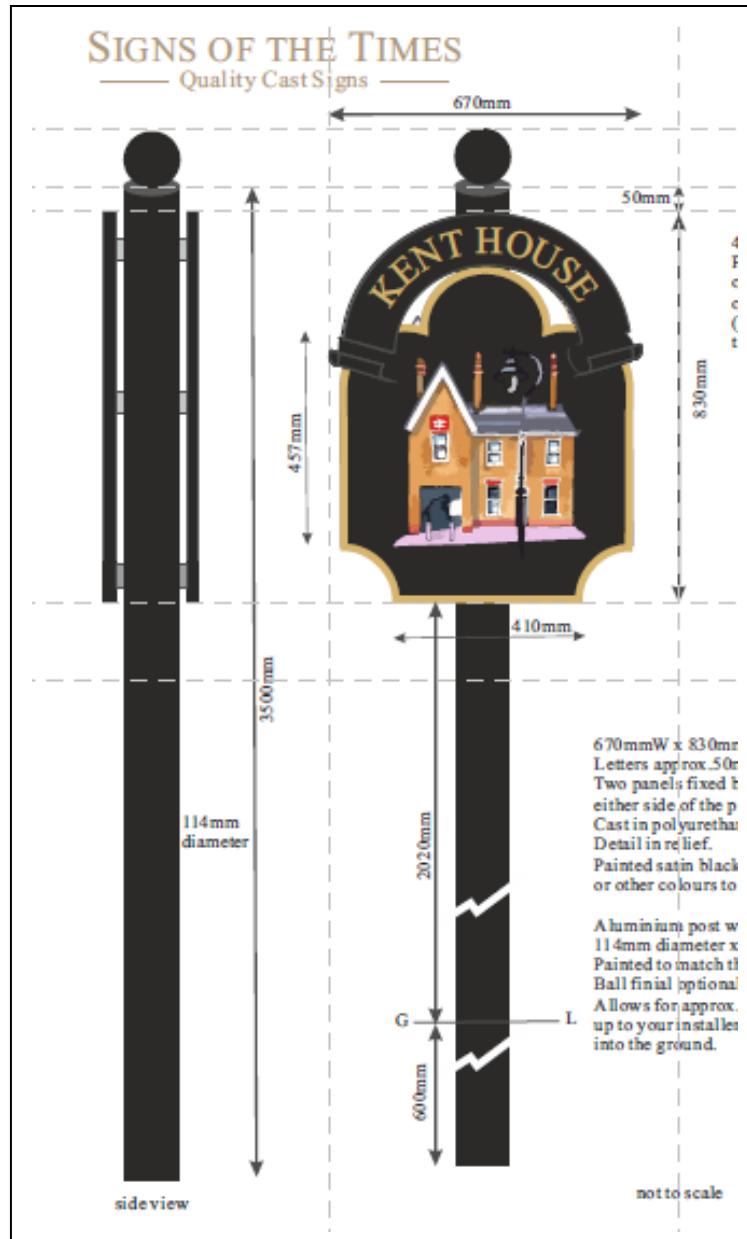 SIGNS OF THE TIMES
Quality Cast Signs
670mm
50mm
KENT HOUSE
830mm
457mm
410mm
3500mm
114mm
diameter
2020mm
670mmW x 830mm
Letters approx.50m
Two panels fixed b
either side of the p
Cast in polyurethan
Detail in relief.
Painted satin black
or other colours to
Aluminium post w
114mm diameter x
Painted to match th
Ball finial optional
Allows for approx.
up to your installer
into the ground.
G
L
600mm
side view
not to scale